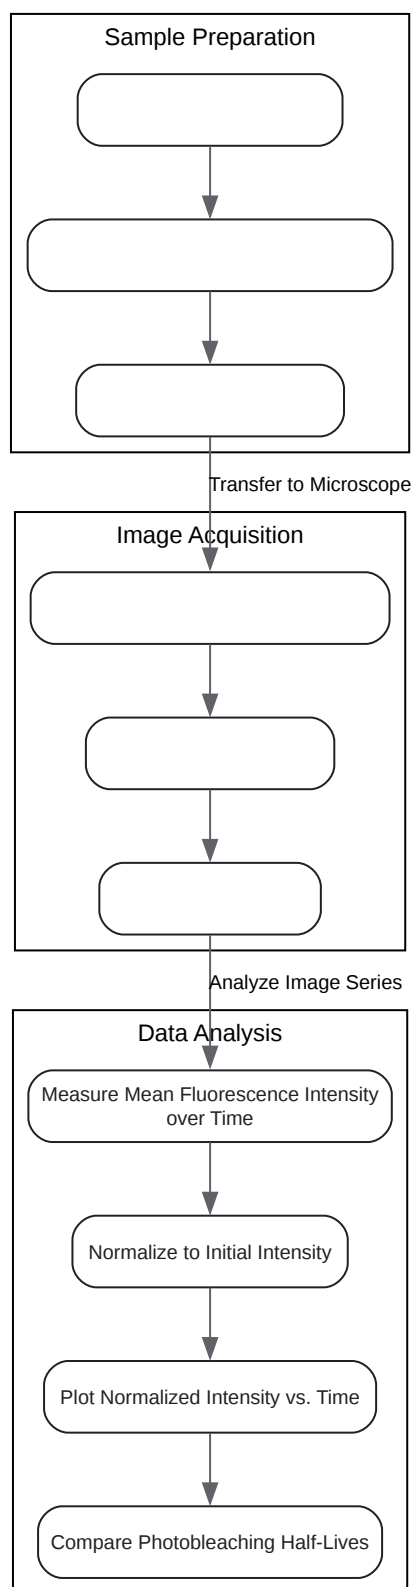 Sample Preparation
Transfer to Microscope
Image Acquisition
Analyze Image Series
Data Analysis
Measure Mean Fluorescence Intensity
over Time
Normalize to Initial Intensity
Plot Normalized Intensity vs. Time
Compare Photobleaching Half-Lives